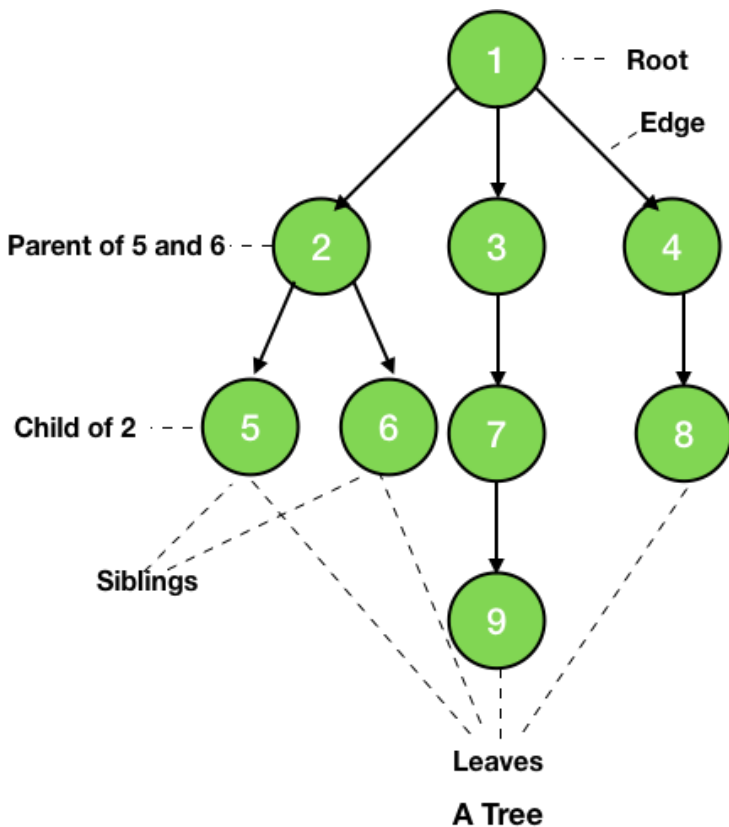 1
Root
Edge
Parent of 5 and 6
2
3
4
Child of 2
5
6
7
8
Siblings
9
Leaves
A Tree